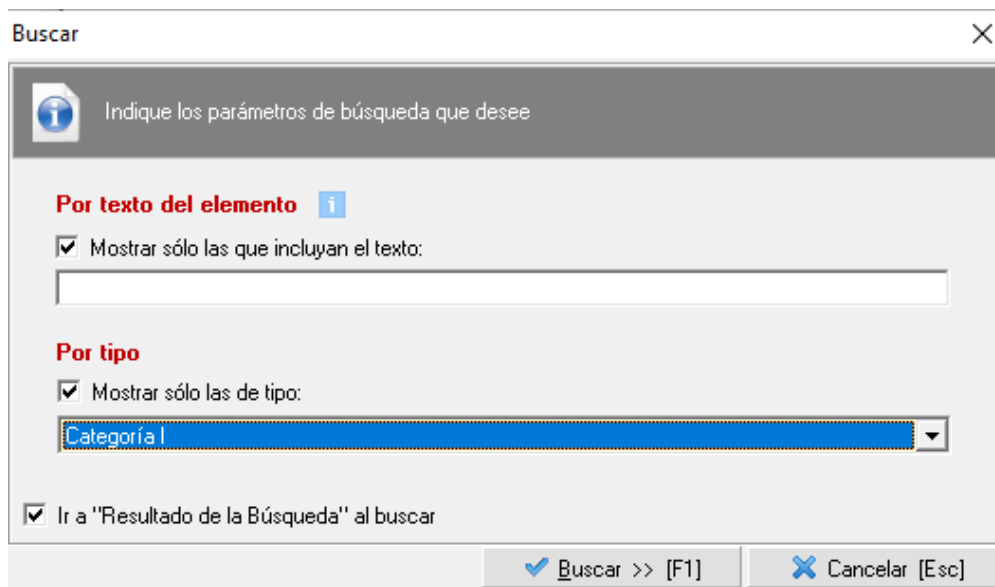 Buscar
Indique los parámetros de búsqueda que desee
Por texto del elemento
Mostrar sólo las que incluyan el texto:
Por tipo
Mostrar sólo las de tipo:
Categoría I
Ir a "Resultado de la Búsqueda" al buscar
Buscar >> [F1] Cancelar [Esc]